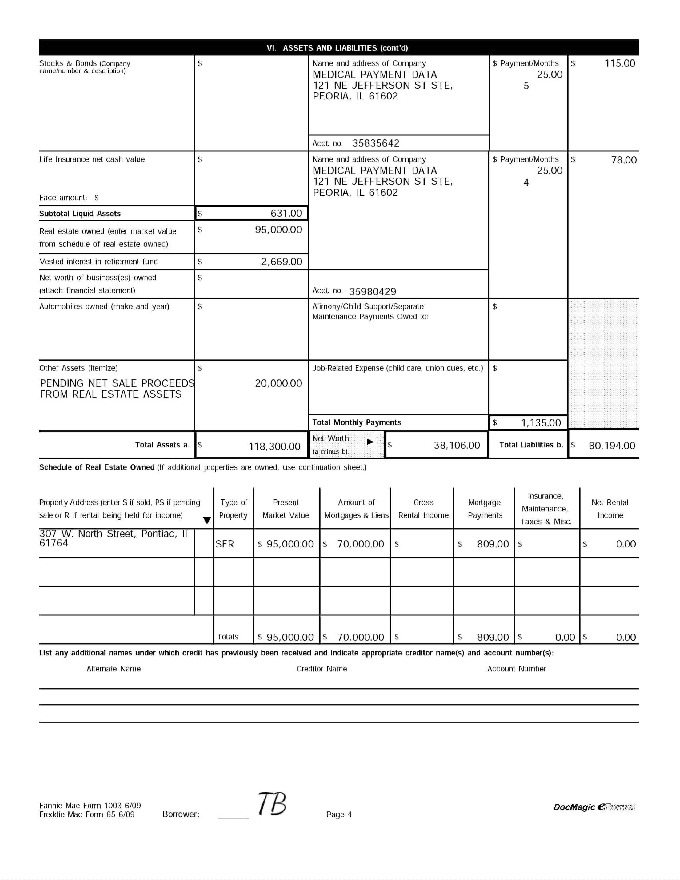 VI. ASSETS AND LIABILITIES (cont'd)
Stocks & Bonds (Company name/number & description)
$
Name and address of Company
MEDICAL PAYMENT DATA
121 NE JEFFERSON ST STE,
PEORIA, IL 61602
$ Payment/Months
25.00
5
$ 115.00
Acct. no. 35835642
Life insurance net cash value
$
Face amount: $
Name and address of Company
MEDICAL PAYMENT DATA
121 NE JEFFERSON ST STE,
PEORIA, IL 61602
$ Payment/Months
25.00
4
$ 78.00
Subtotal Liquid Assets $ 631.00
Real estate owned (enter market value from schedule of real estate owned) $ 95,000.00
Vested interest in retirement fund $ 2,669.00
Net worth of business(es) owned (attach financial statement) $
Acct. no. 35980429
Automobiles owned (make and year) $
Alimony/Child Support/Separate Maintenance Payments Owed to: $
Other Assets (itemize) $
PENDING NET SALE PROCEEDS 20,000.00
FROM REAL ESTATE ASSETS
Job-Related Expense (child care, union dues, etc.) $
Total Monthly Payments $ 1,135.00
Total Assets a. $ 118,300.00
Net Worth (a minus b) ► $ 38,106.00
Total Liabilities b. $ 80,194.00
Schedule of Real Estate Owned (If additional properties are owned, use continuation sheet.)
Property Address (enter S if sold, PS if pending sale or R if rental being held for income) ▼
Type of Property
Present Market Value
Amount of Mortgages & Liens
Gross Rental Income
Mortgage Payments
Insurance, Maintenance, Taxes & Misc.
Net Rental Income
307 W. North Street, Pontiac, Il
61764
SFR $ 95,000.00 $ 70,000.00 $ $ 809.00 $ $ 0.00
Totals $ 95,000.00 $ 70,000.00 $ $ 809.00 $ 0.00 $ 0.00
List any additional names under which credit has previously been received and indicate appropriate creditor name(s) and account number(s):
Alternate Name Creditor Name Account Number
Fannie Mae Form 1003 6/09
Freddie Mac Form 65 6/09
Borrower: TB
Page 4
DocMagic